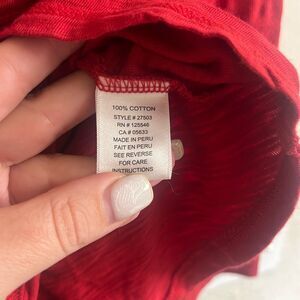 100% COTTON
STYLE # 27503
RN # 125546
CA # 05633
MADE IN PERU
FAIT EN PERU
SEE REVERSE
FOR CARE
INSTRUCTIONS